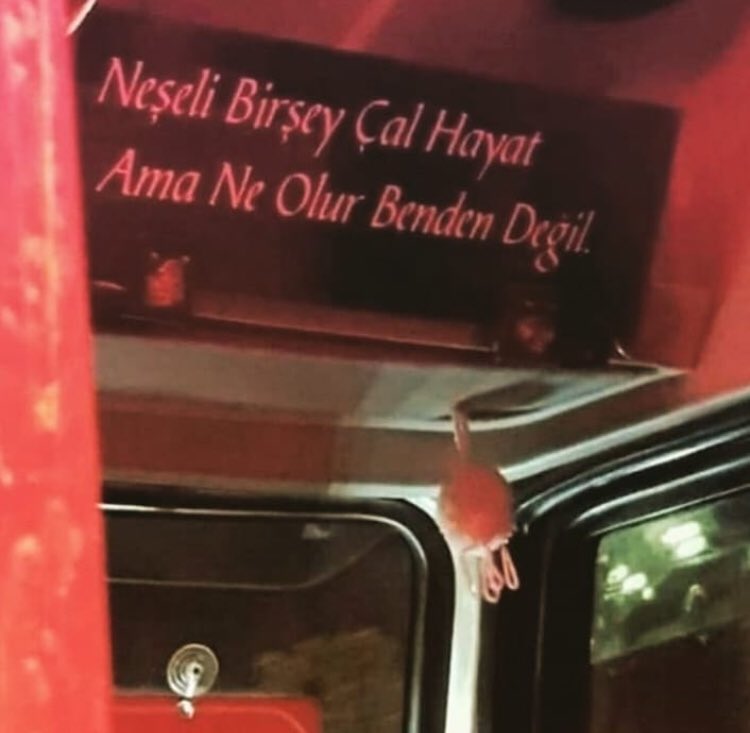 Neşeli Birşey Çal Hayat
Ama Ne Olur Benden Değil.